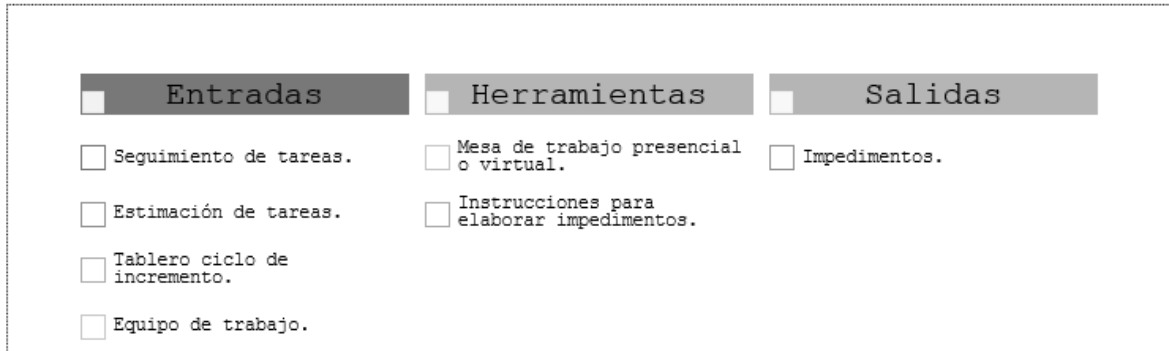 Entradas
Seguimiento de tareas.
Estimación de tareas.
Tablero ciclo de
incremento.
Equipo de trabajo.
Herramientas
Mesa de trabajo presencial
o virtual.
Instrucciones para
elaborar impedimentos.
Salidas
Impedimentos.